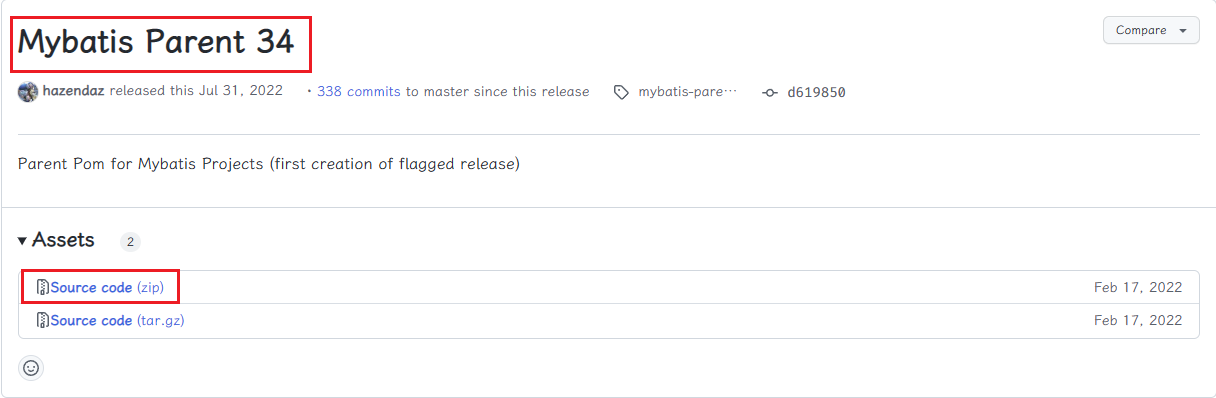 Mybatis Parent 34
Compare
hazendaz released this Jul 31, 2022 · 338 commits to master since this release mybatis-pare··· d619850
Parent Pom for Mybatis Projects (first creation of flagged release)
Assets 2
Source code (zip) Feb 17, 2022
Source code (tar.gz) Feb 17, 2022